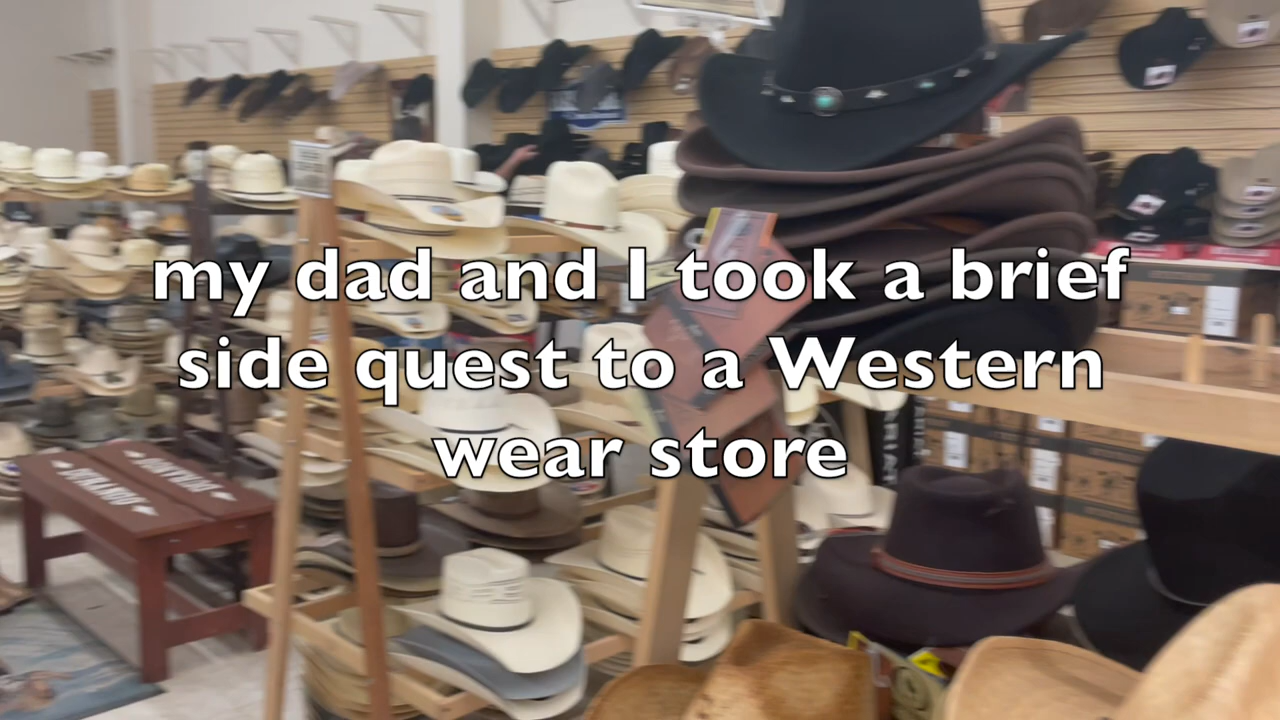 my dad and I took a brief
side quest to a Western
wear store